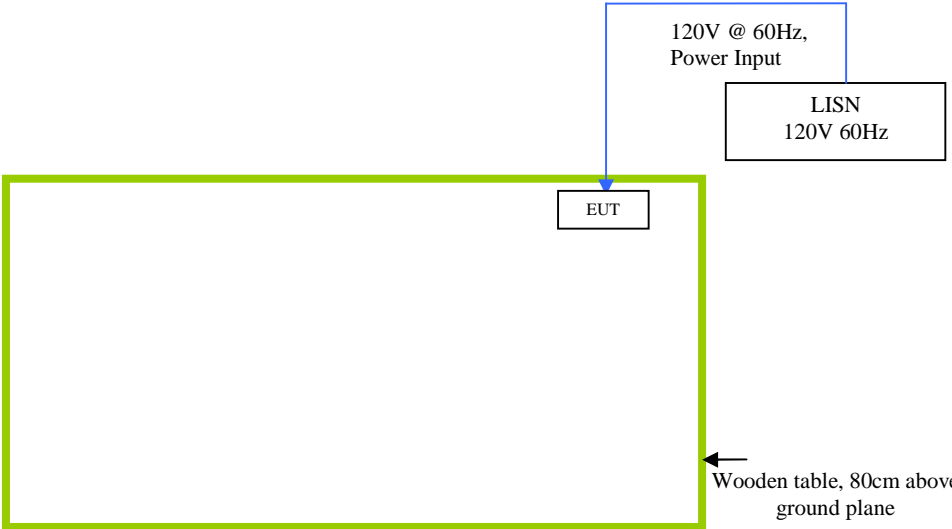 120V @ 60Hz,
Power Input
LISN
120V 60Hz
EUT
Wooden table, 80cm above
ground plane